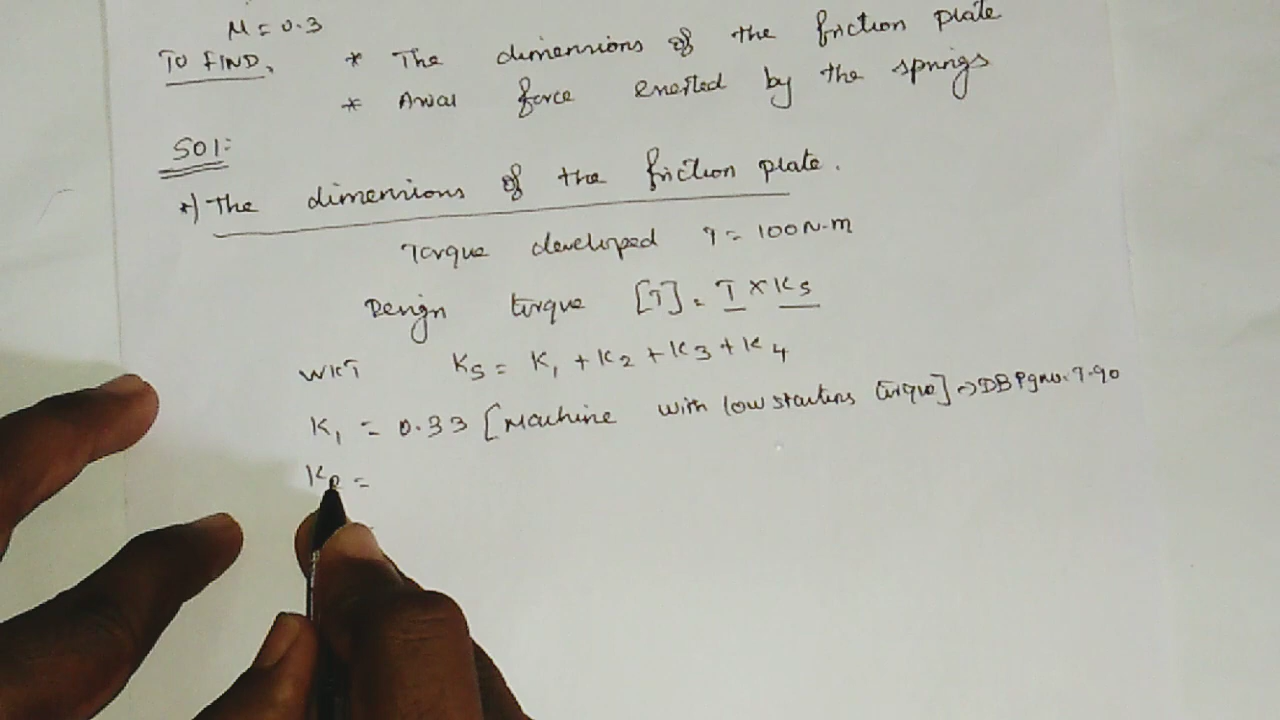 μ = 0.3
TO FIND, * The dimensions of the friction plate
* Axial force exerted by the springs
SOl:
*) The dimensions of the friction plate.
Torque developed T = 100N-m
Design torque [T] = T × Ks
WKT Ks = K1 + K2 + K3 + K4
K1 = 0.33 [Machine with low starting torque] → DB Pg no: 7.90
K2 =